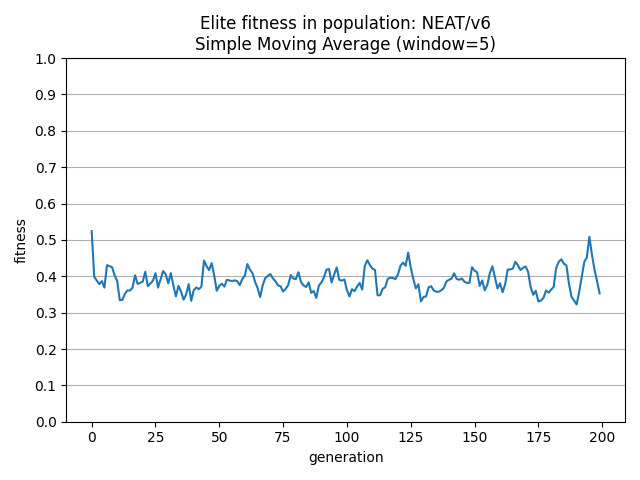 Elite fitness in population: NEAT/v6
Simple Moving Average (window=5)
1.0
0.9
0.8
0.7
0.6
0.5
0.4
0.3
0.2
0.1
0.0
fitness
0 25 50 75 100 125 150 175 200
generation